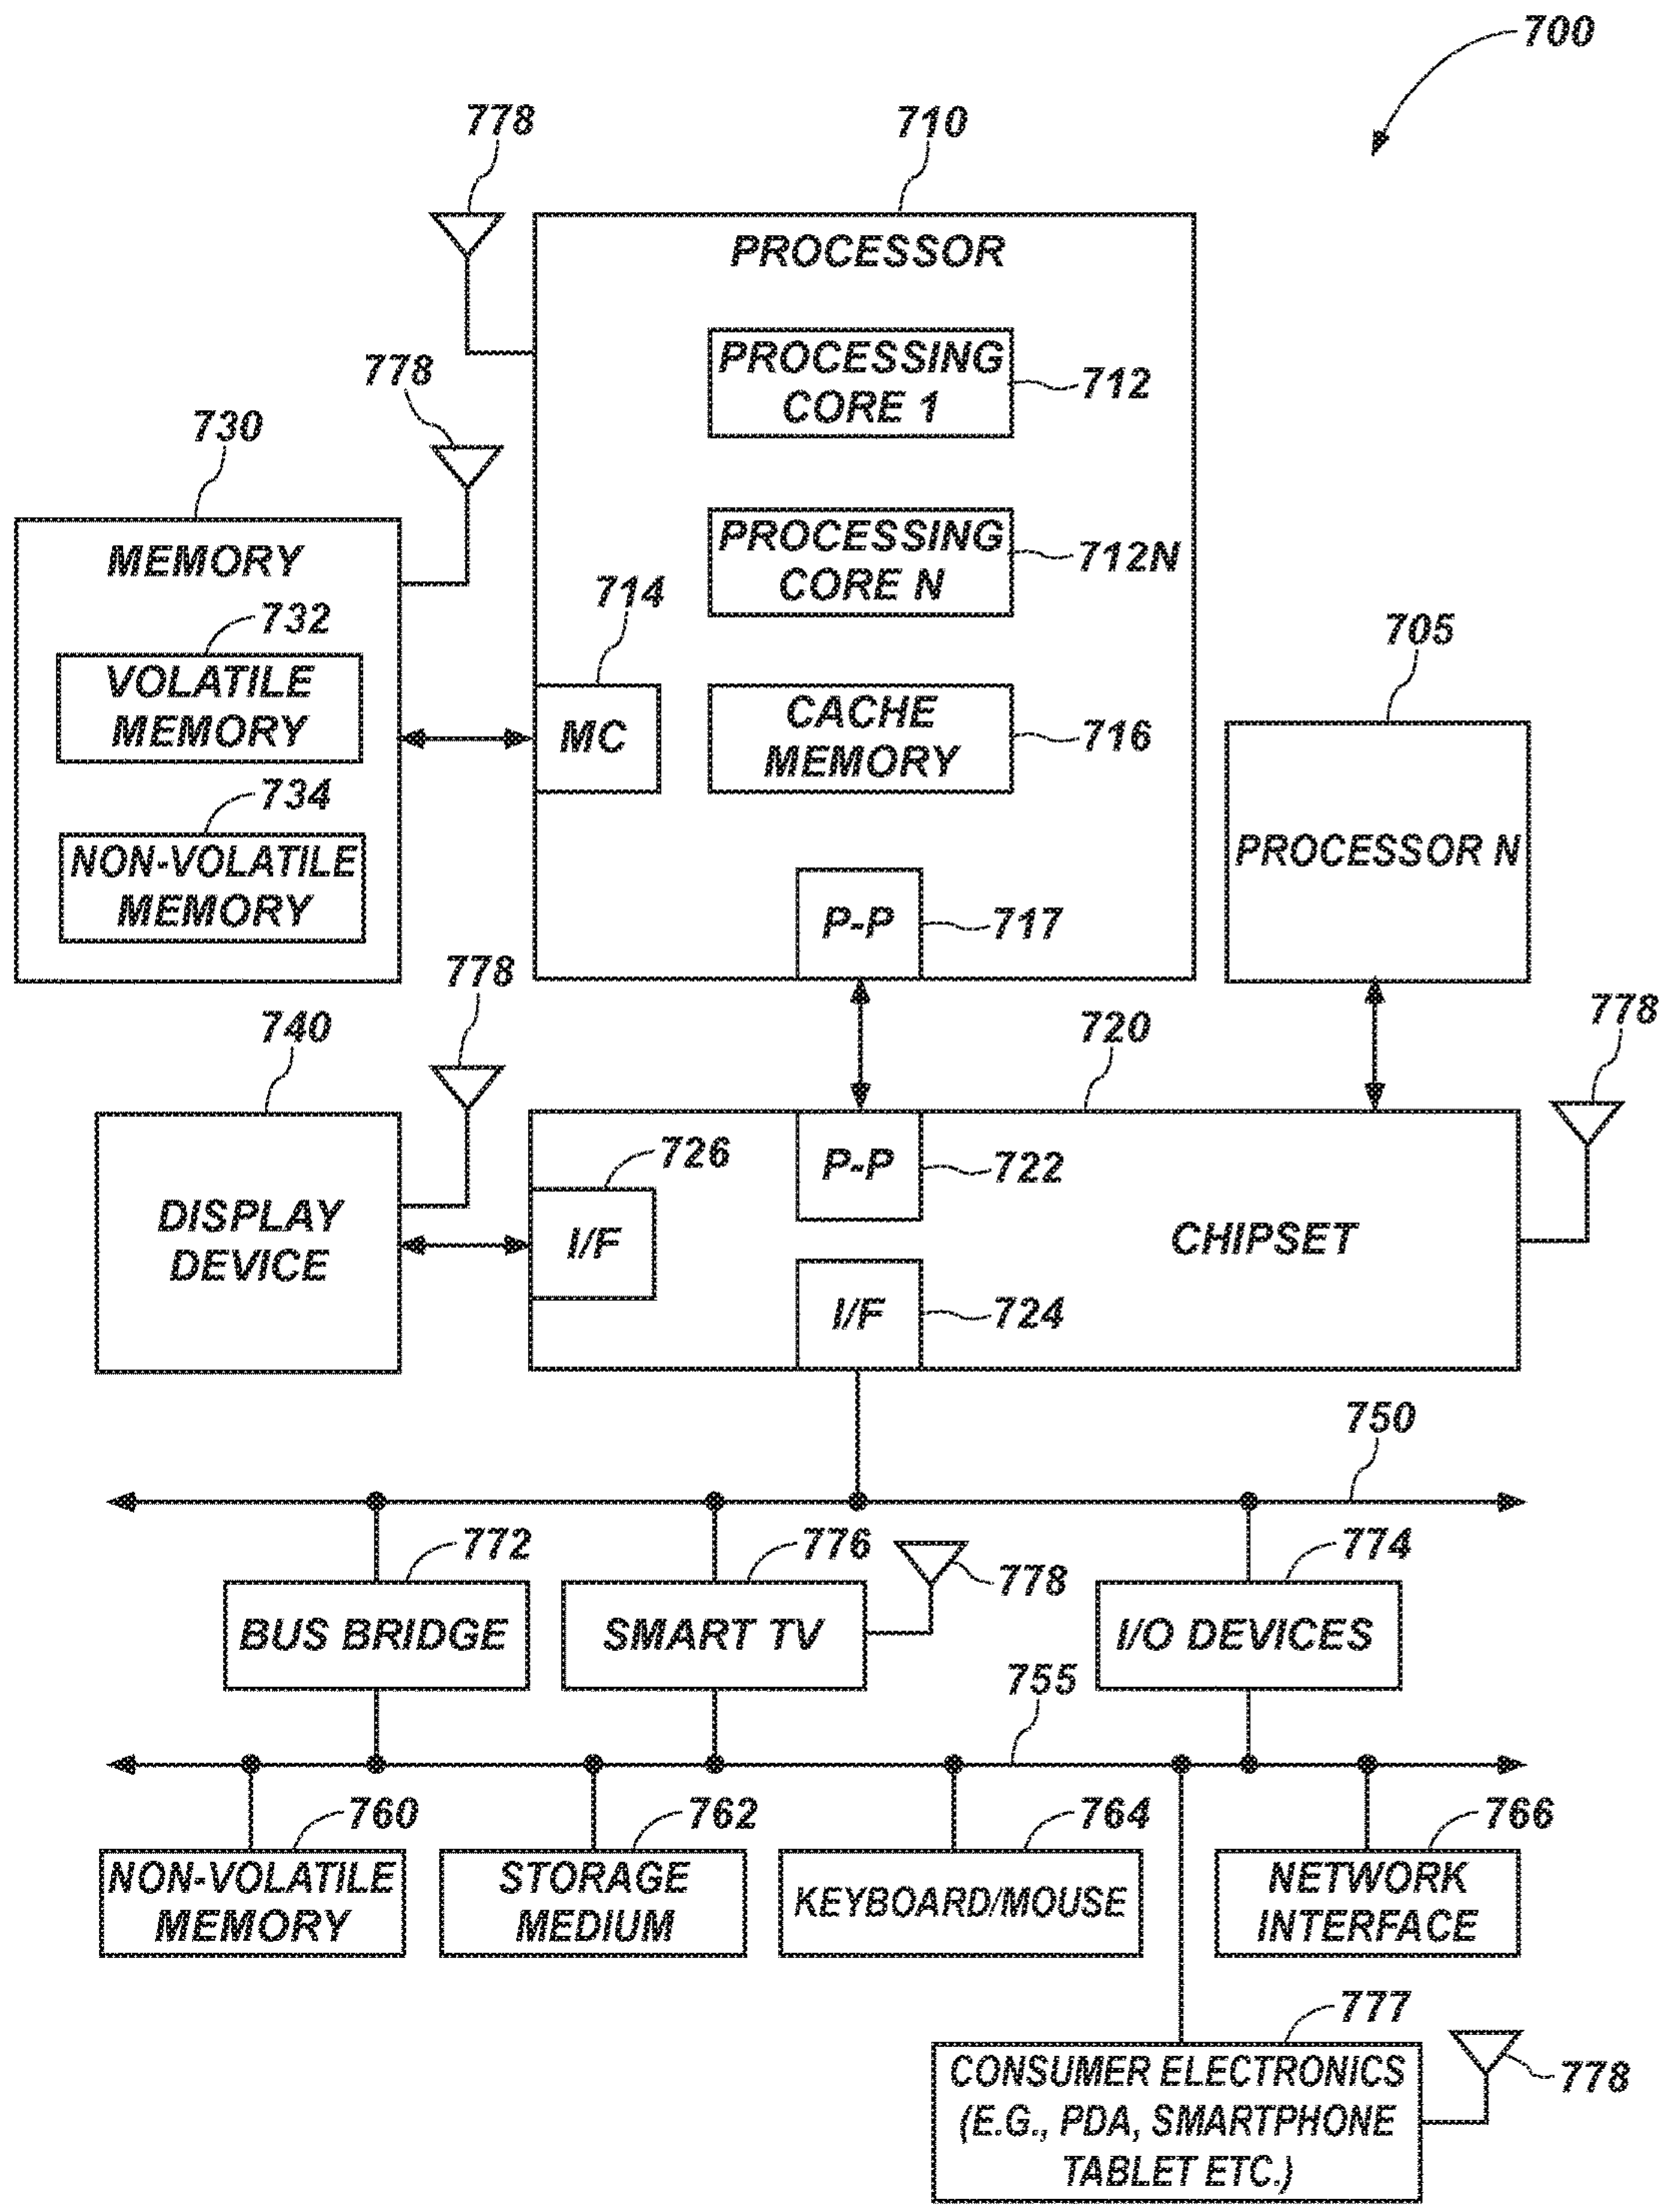 700
778
710
PROCESSOR
PROCESSING
CORE 1
712
778
730
PROCESSING
CORE N
712N
MEMORY
714
732
VOLATILE
MEMORY
705
MC
CACHE
MEMORY
716
734
NON-VOLATILE
MEMORY
PROCESSOR N
P-P
717
778
740
720
778
726
P-P
722
DISPLAY
DEVICE
I/F
CHIPSET
I/F
724
750
772
776
778
774
BUS BRIDGE
SMART TV
I/O DEVICES
755
760
762
764
766
NON-VOLATILE
MEMORY
STORAGE
MEDIUM
KEYBOARD/MOUSE
NETWORK
INTERFACE
777
CONSUMER ELECTRONICS
(E.G., PDA, SMARTPHONE
TABLET ETC.)
778